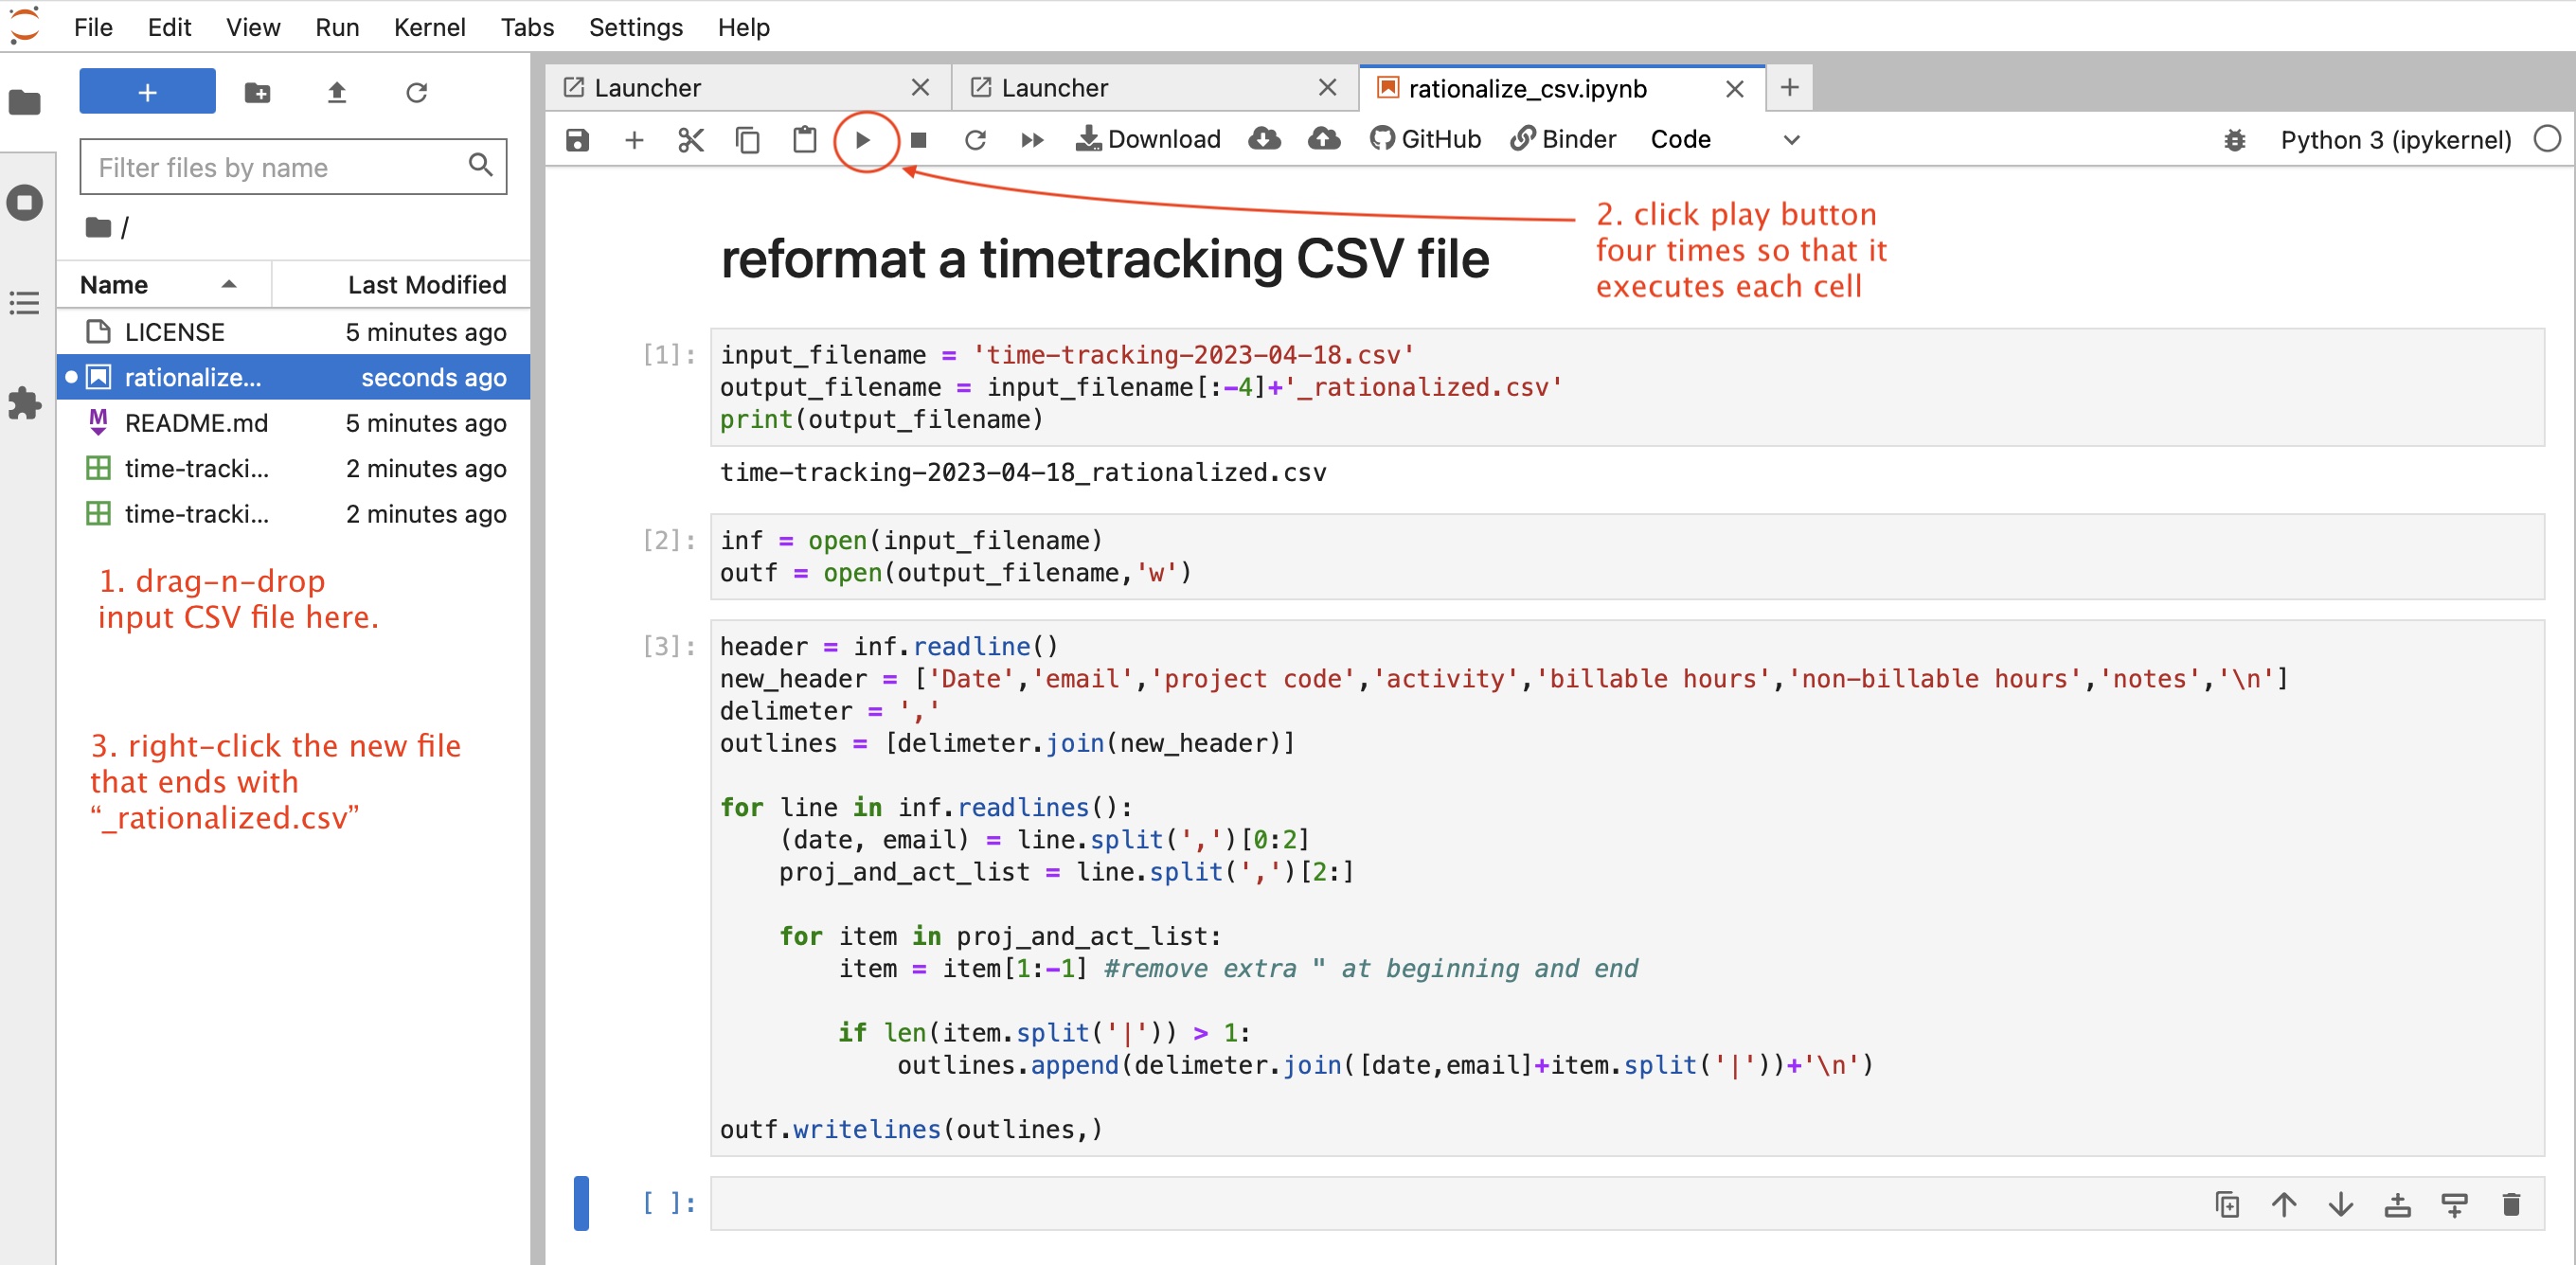 File Edit View Run Kernel Tabs Settings Help
+
Filter files by name
/
Name Last Modified
LICENSE 5 minutes ago
rationalize... seconds ago
README.md 5 minutes ago
time-tracki... 2 minutes ago
time-tracki... 2 minutes ago
1. drag-n-drop
input CSV file here.
3. right-click the new file
that ends with
“_rationalized.csv”
Launcher Launcher rationalize_csv.ipynb
Download GitHub Binder Code Python 3 (ipykernel)
2. click play button
four times so that it
executes each cell
reformat a timetracking CSV file
[1]: input_filename = 'time-tracking-2023-04-18.csv'
output_filename = input_filename[:-4]+'_rationalized.csv'
print(output_filename)
time-tracking-2023-04-18_rationalized.csv
[2]: inf = open(input_filename)
outf = open(output_filename,'w')
[3]: header = inf.readline()
new_header = ['Date','email','project code','activity','billable hours','non-billable hours','notes','\n']
delimeter = ','
outlines = [delimeter.join(new_header)]
for line in inf.readlines():
    (date, email) = line.split(',')[0:2]
    proj_and_act_list = line.split(',')[2:]
    for item in proj_and_act_list:
        item = item[1:-1] #remove extra " at beginning and end
        if len(item.split('|')) > 1:
            outlines.append(delimeter.join([date,email]+item.split('|'))+'\n')
outf.writelines(outlines,)
[ ]: